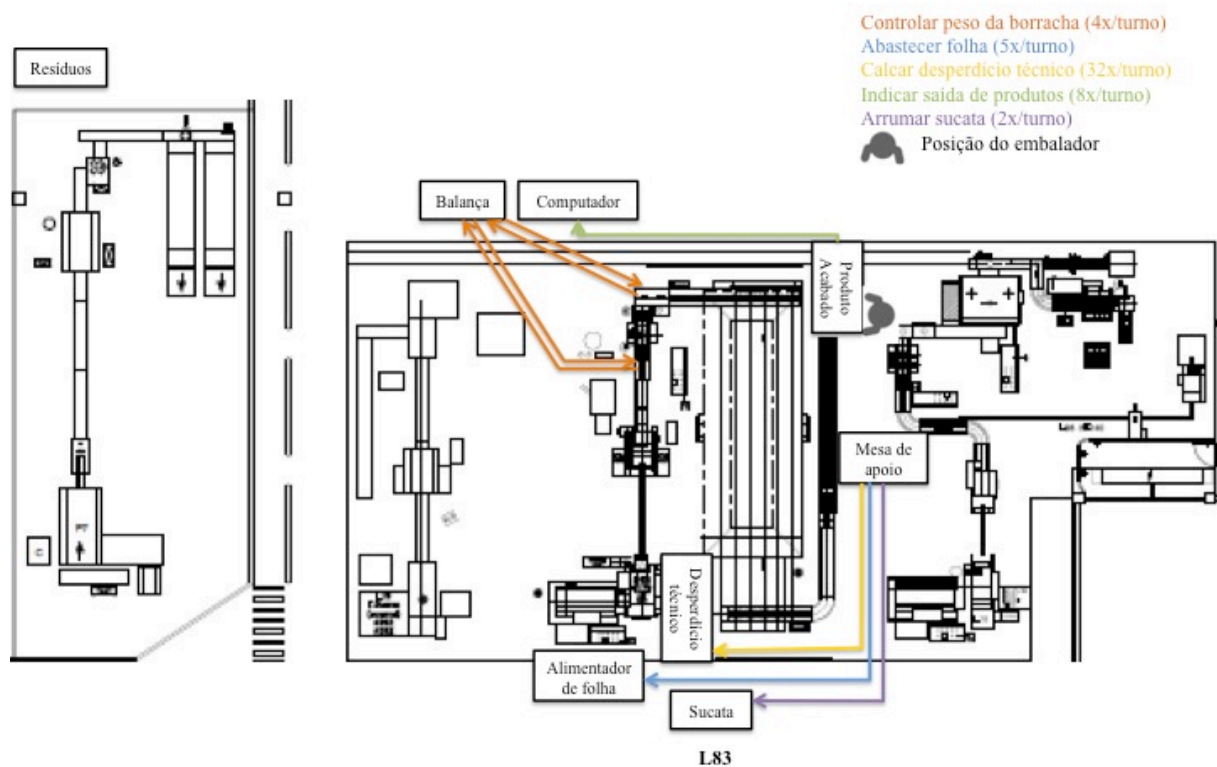 Controlar peso da borracha (4x/turno)
Abastecer folha (5x/turno)
Calcar desperdício técnico (32x/turno)
Indicar saída de produtos (8x/turno)
Arrumar sucata (2x/turno)
Posição do embalador
Resíduos
Balança
Computador
Produto
Acabado
Mesa de
apoio
Desperdício
técnico
Alimentador
de folha
Sucata
L83